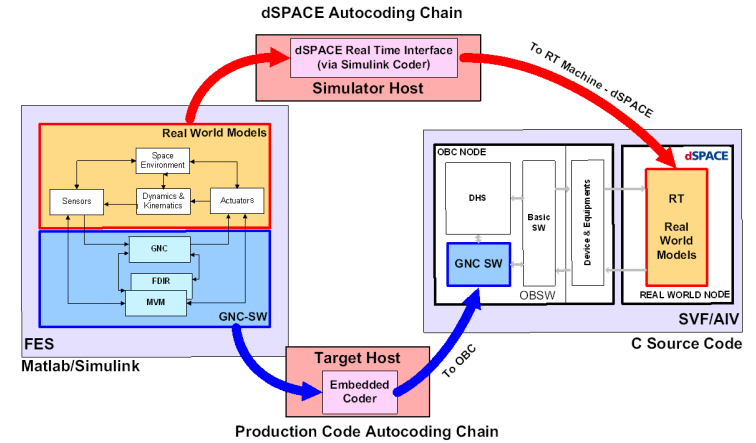 dSPACE Autocoding Chain
dSPACE Real Time Interface
(via Simulink Coder)
Simulator Host
To RT Machine - dSPACE
Real World Models
Space
Environment
Sensors
Dynamics &
Kinematics
Actuators
GNC
FDIR
MVM
GNC-SW
FES
Matlab/Simulink
Target Host
Embedded
Coder
To OBC
Production Code Autocoding Chain
OBC NODE
DHS
GNC SW
Basic
SW
OBSW
Device & Equipments
dSPACE
RT
Real
World
Models
REAL WORLD NODE
SVF/AIV
C Source Code